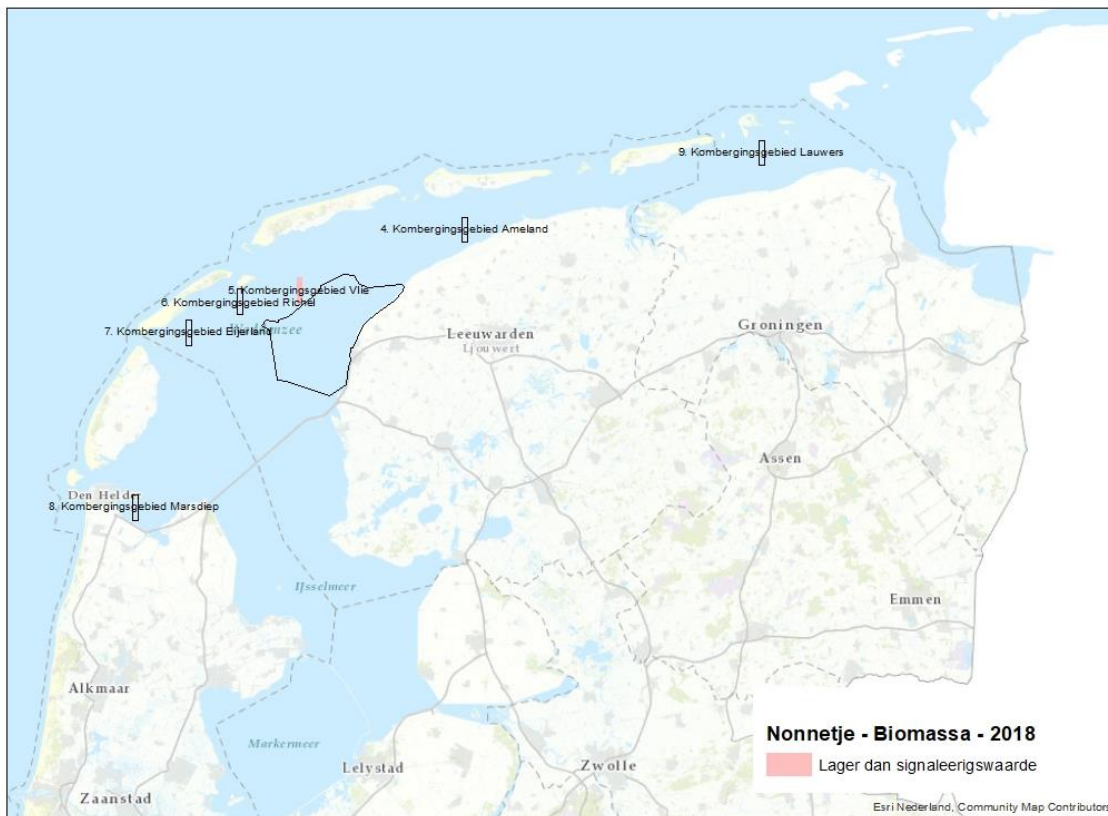 9. Kombergingsgebied Lauwers
4. Kombergingsgebied Ameland
5. Kombergingsgebied Vlie
6. Kombergingsgebied Richel
7. Kombergingsgebied Eijerland
Leeuwarden
Ljouwert
Groningen
Assen
Den Helder
8. Kombergingsgebied Marsdiep
IJsselmeer
Emmen
Alkmaar
Markermeer
Lelystad
Zwolle
Zaanstad
Nonnetje - Biomassa - 2018
Lager dan signaleerigswaarde
Esri Nederland, Community Map Contributors